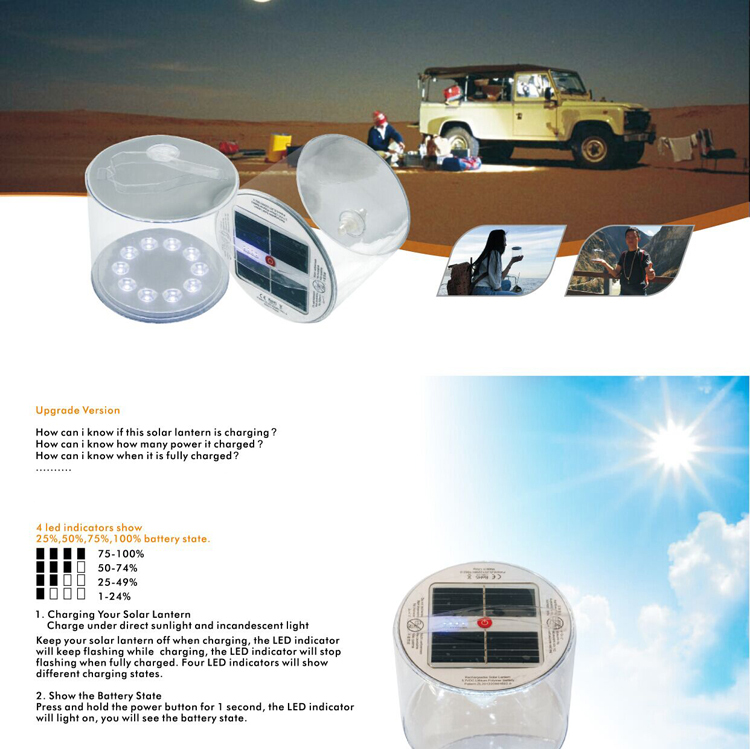 Upgrade Version
How can i know if this solar lantern is charging?
How can i know how many power it charged?
How can i know when it is fully charged?
..........
4 led indicators show
25%,50%,75%,100% battery state.
75-100%
50-74%
25-49%
1-24%
1. Charging Your Solar Lantern
Charge under direct sunlight and incandescent light
Keep your solar lantern off when charging, the LED indicator
will keep flashing while charging, the LED indicator will stop
flashing when fully charged. Four LED indicators will show
different charging states.
2. Show the Battery State
Press and hold the power button for 1 second, the LED indicator
will light on, you will see the battery state.